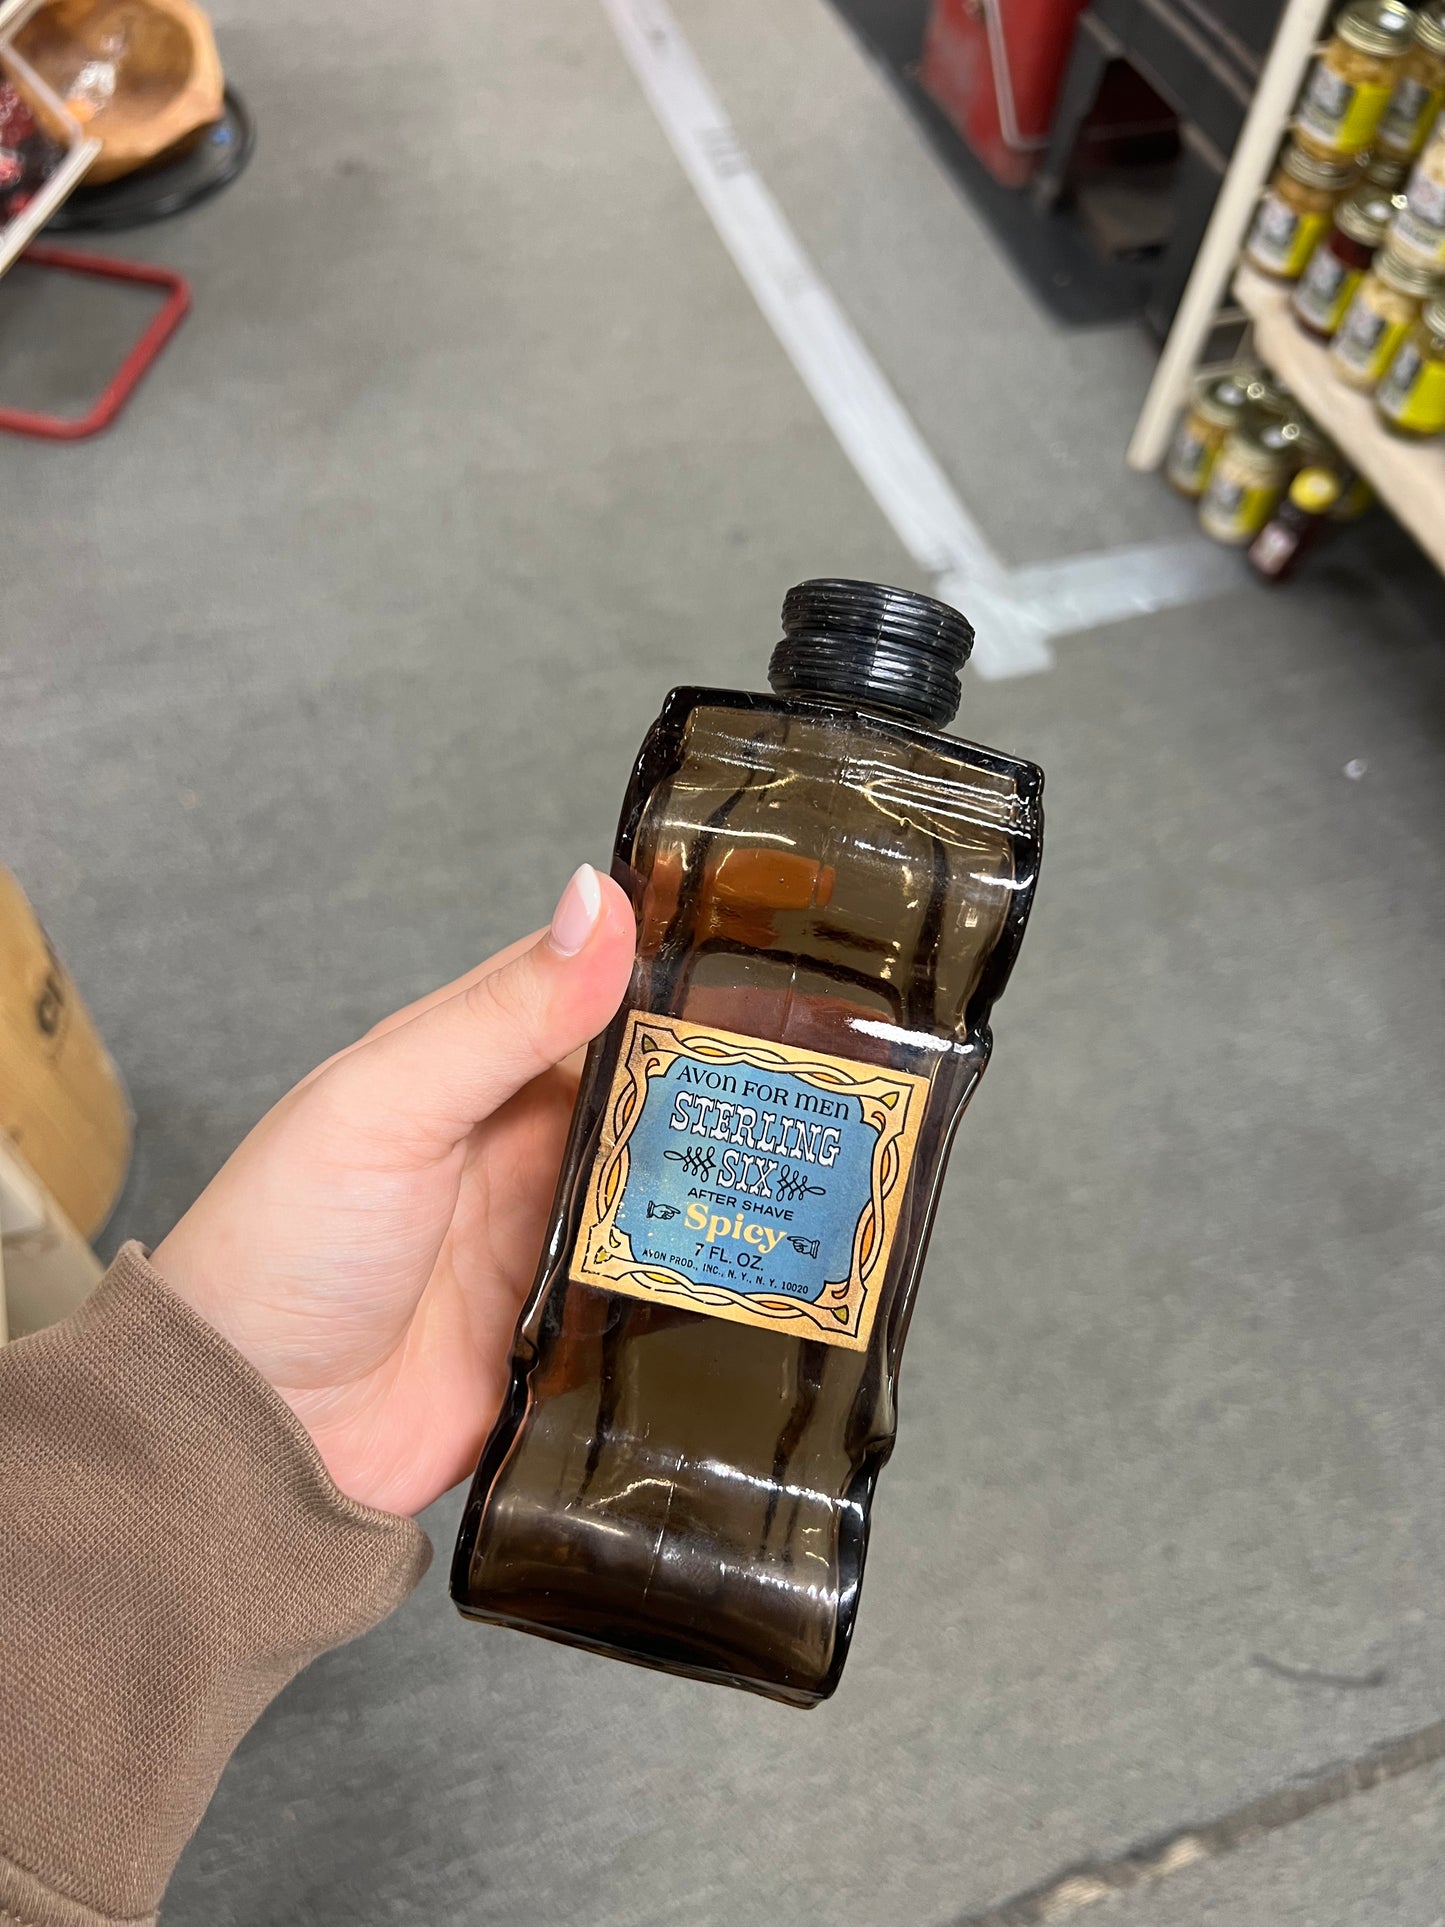 AVON FOR MEN
STERLING
SIX
AFTER SHAVE
Spicy
7 FL. OZ.
AVON PROD., INC., N. Y., N. Y. 10020